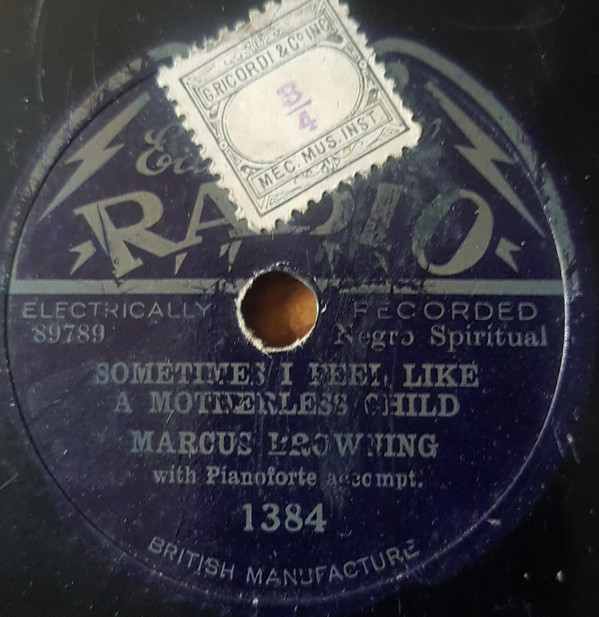 G. RICORDI & Co INC
3/4
MEC. MUS. INST.
RADIO
ELECTRICALLY RECORDED
89789 Negro Spiritual
SOMETIMES I FEEL LIKE
A MOTHERLESS CHILD
MARCUS BROWNING
with Pianoforte accompt.
1384
BRITISH MANUFACTURE